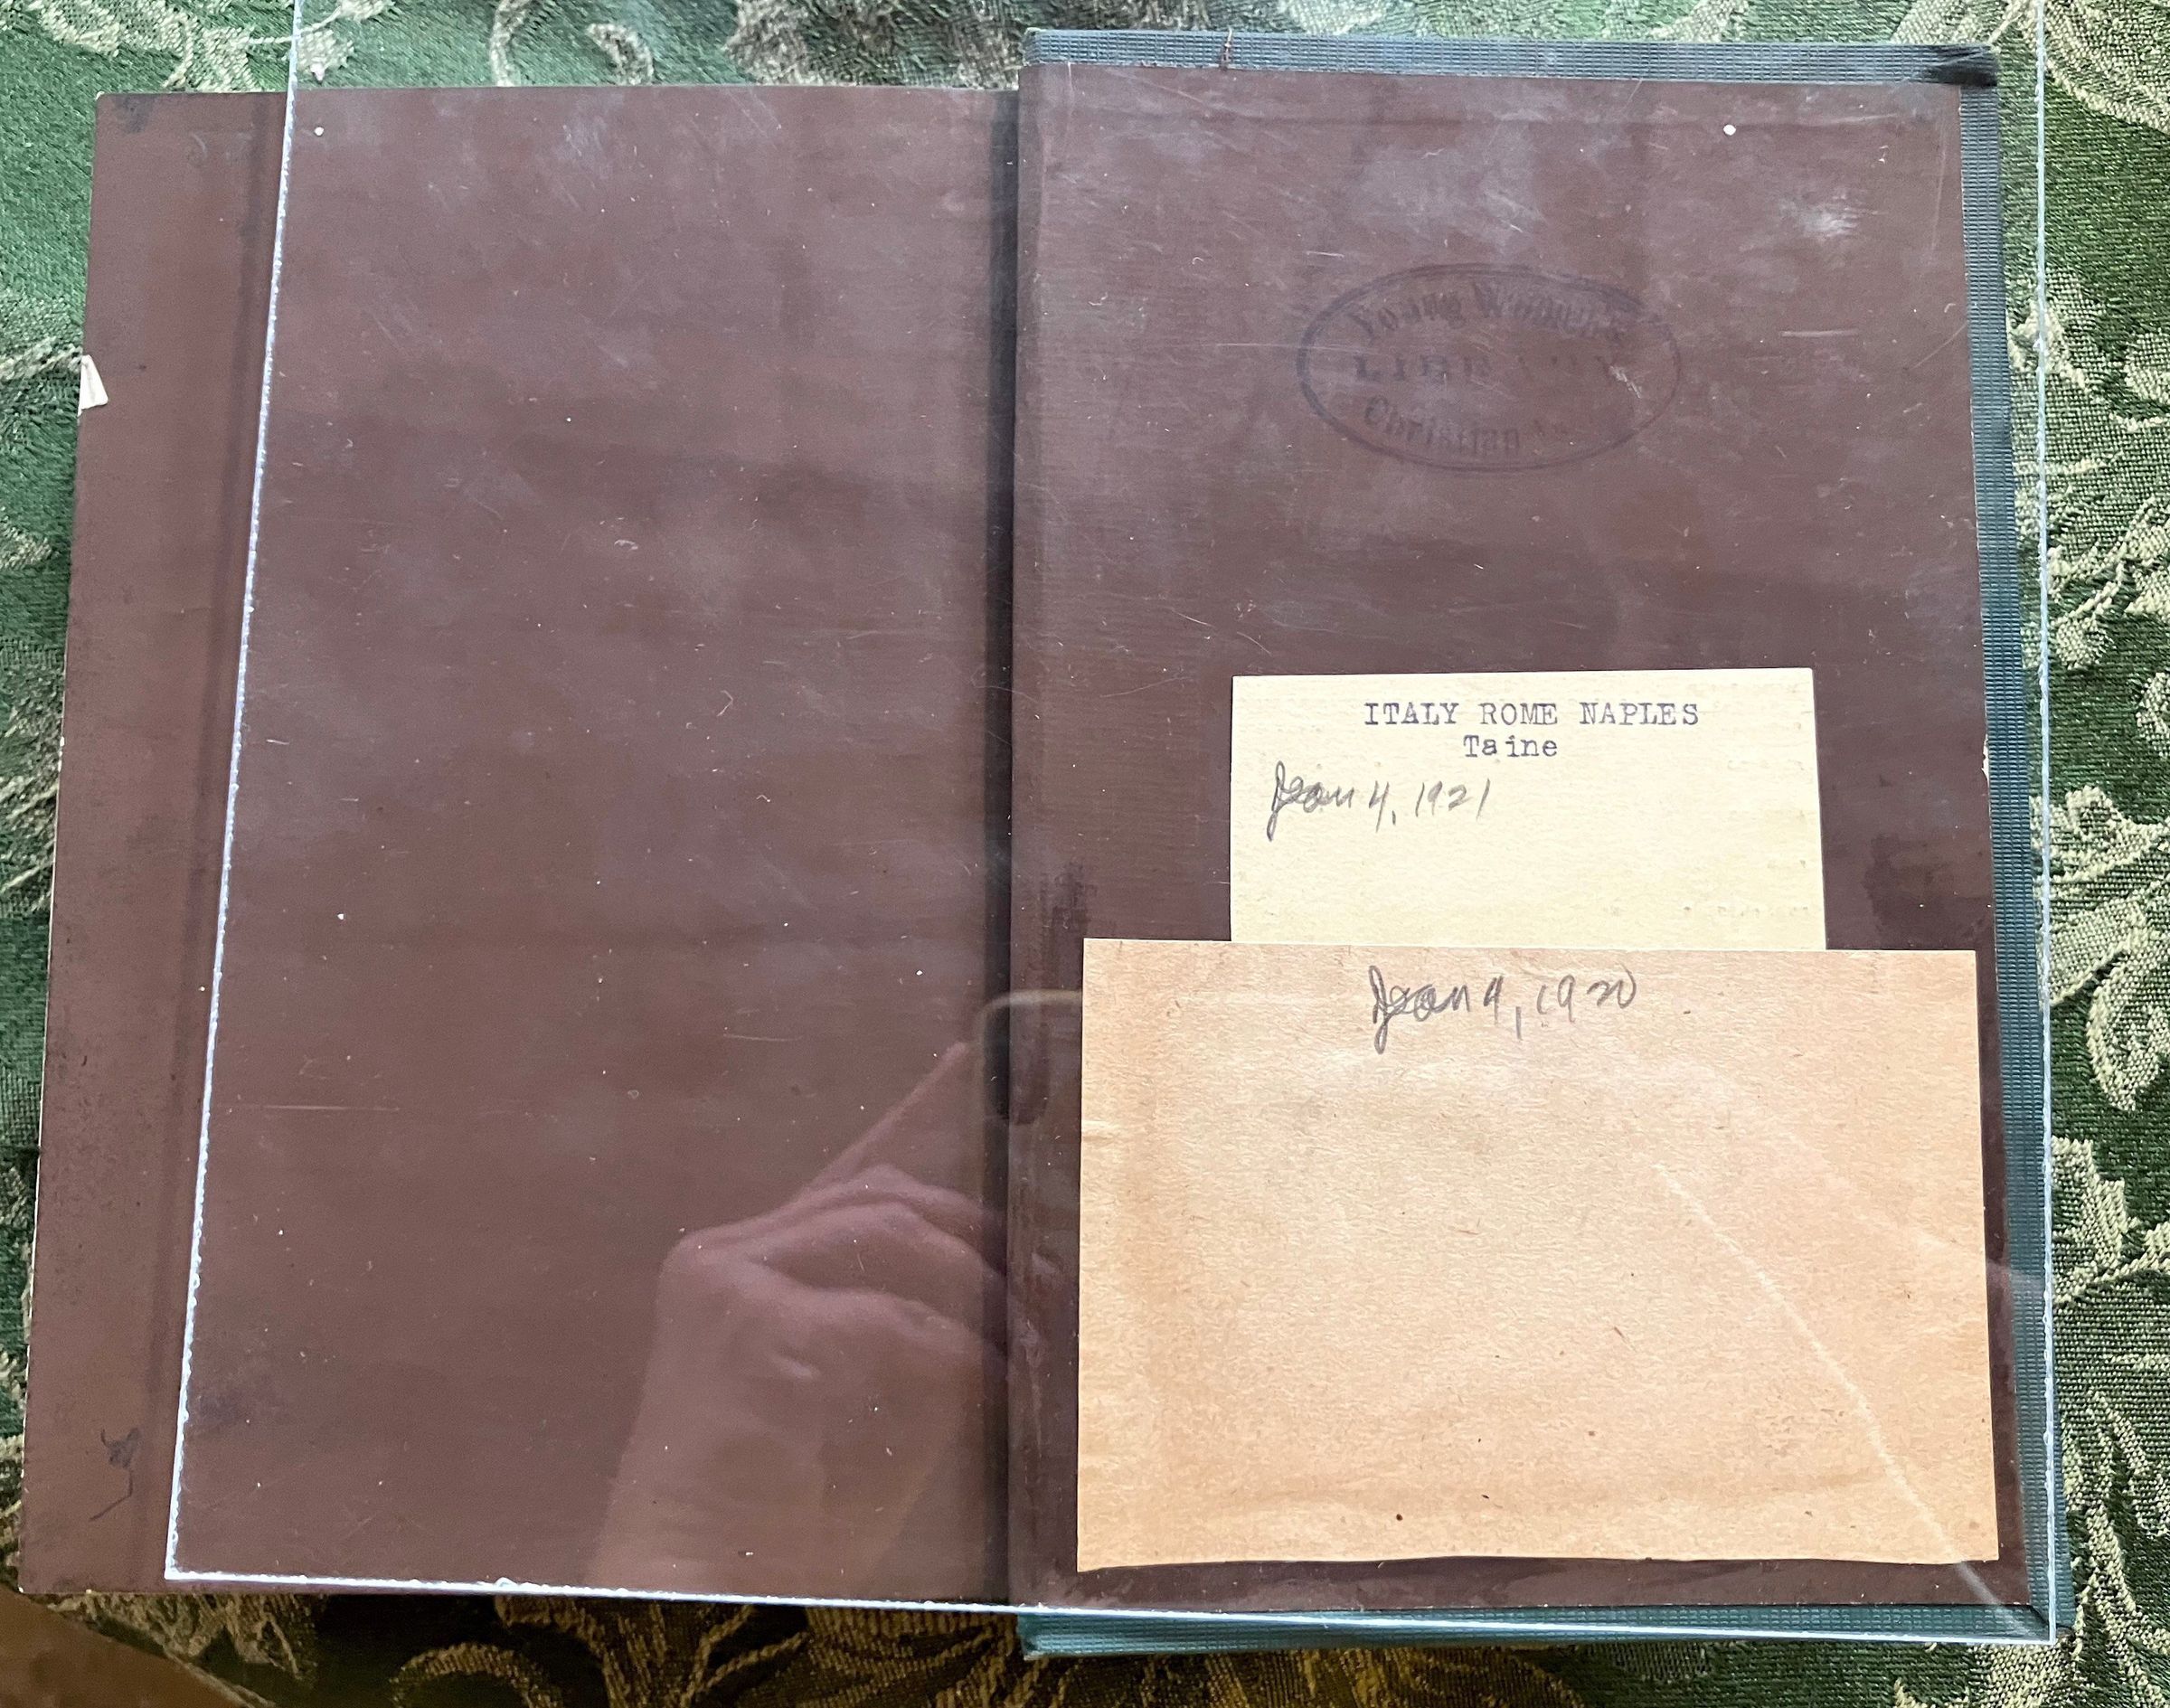 Young Women's
LIBRARY
Christian
ITALY ROME NAPLES
Taine
Jan 4, 1921
Jan 4, 1920